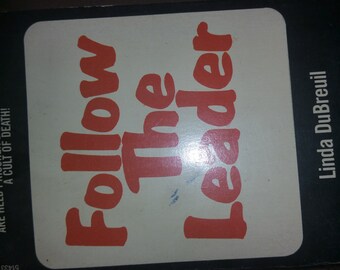 A CULT OF DEATH!
Follow
The
Leader
Linda DuBreuil